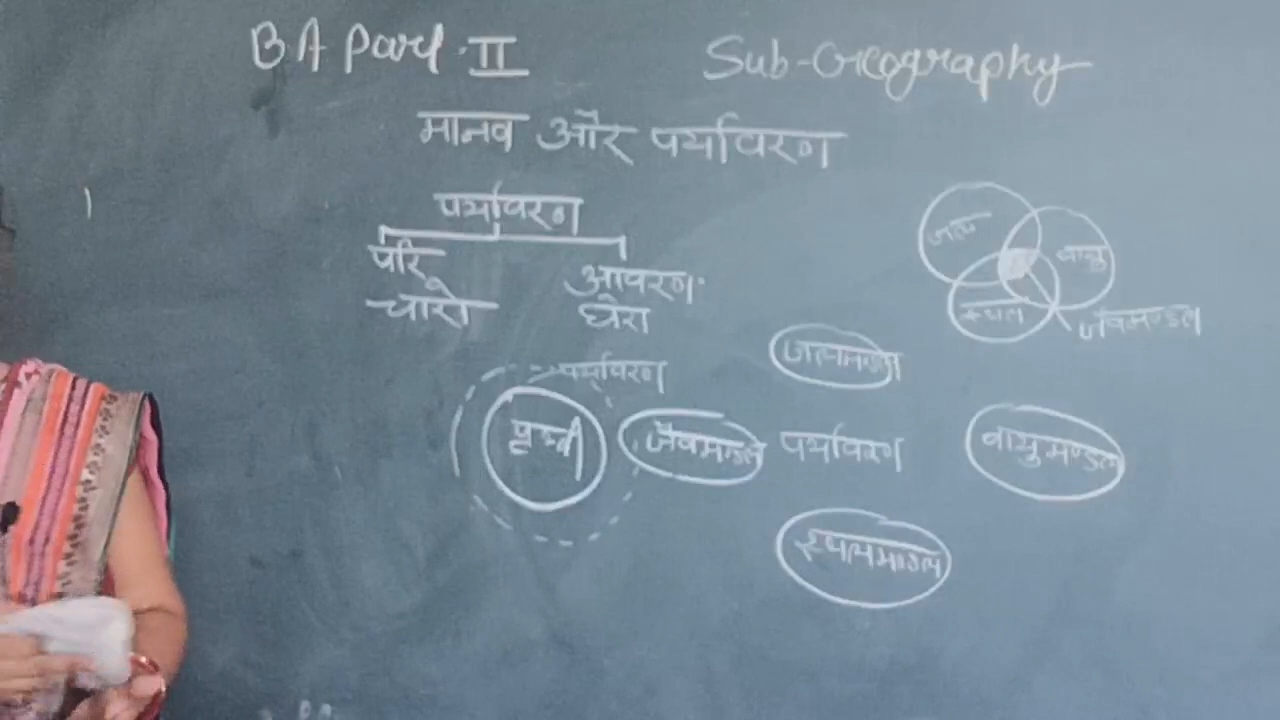 BA Part-II Sub-Geography
मानव और पर्यावरण
पर्यावरण
परि आवरण
चारो घेरा
जल वायु
स्थल जैवमण्डल
पर्यावरण जलमण्डल
पृथ्वी जैवमण्डल पर्यावरण वायुमण्डल
स्थलमण्डल